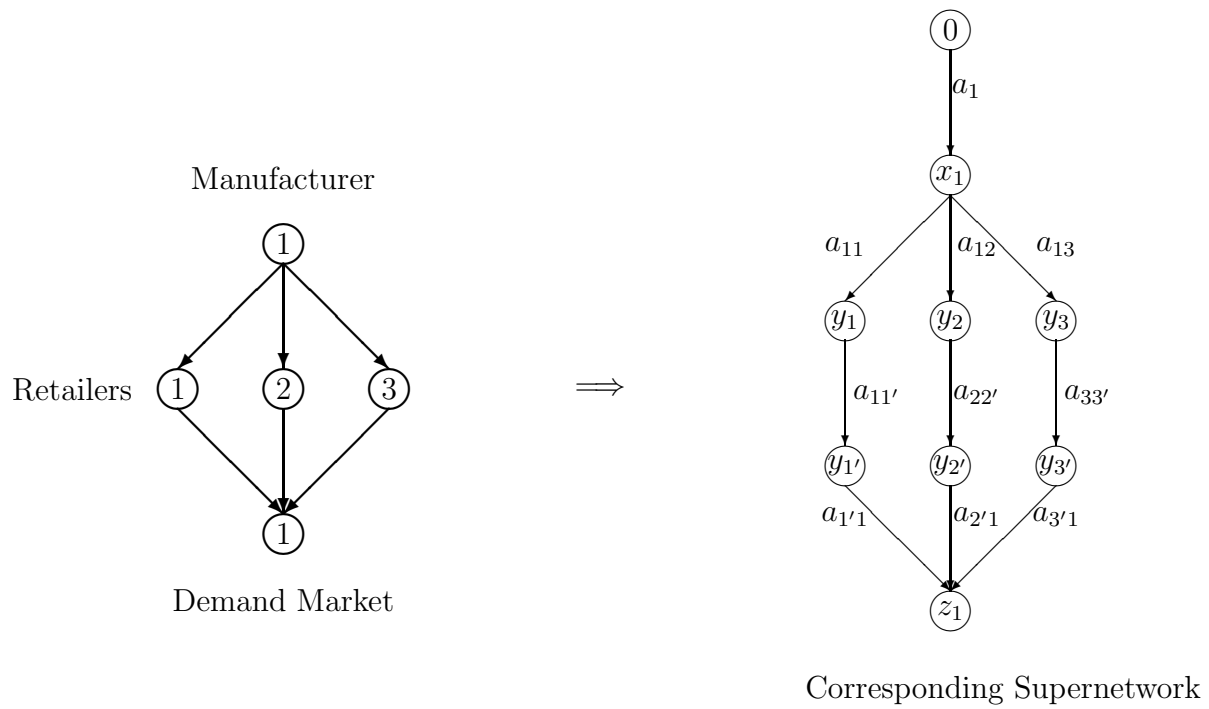 Manufacturer
1
Retailers 1 2 3
1
Demand Market
⟹
0
a₁
x₁
a₁₁ a₁₂ a₁₃
y₁ y₂ y₃
a₁₁′ a₂₂′ a₃₃′
y₁′ y₂′ y₃′
a₁′₁ a₂′₁ a₃′₁
z₁
Corresponding Supernetwork